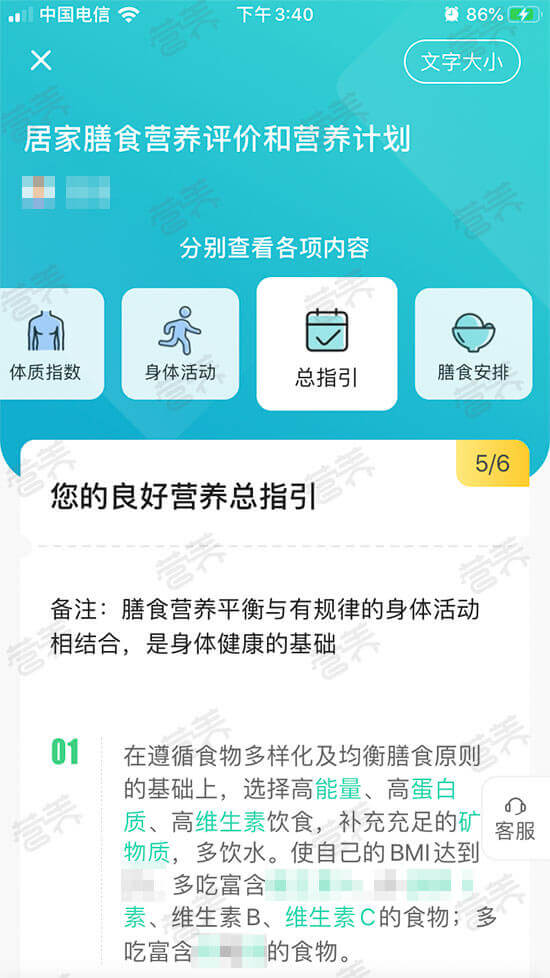 中国电信
下午3:40
86%
文字大小
居家膳食营养评价和营养计划
分别查看各项内容
体质指数
身体活动
总指引
膳食安排
5/6
您的良好营养总指引
备注：膳食营养平衡与有规律的身体活动
相结合，是身体健康的基础
01
在遵循食物多样化及均衡膳食原则
的基础上，选择高能量、高蛋白
质、高维生素饮食，补充充足的矿
物质，多饮水。使自己的BMI达到
，多吃富含
素、维生素B、维生素C的食物；多
吃富含
的食物。
客服
营养